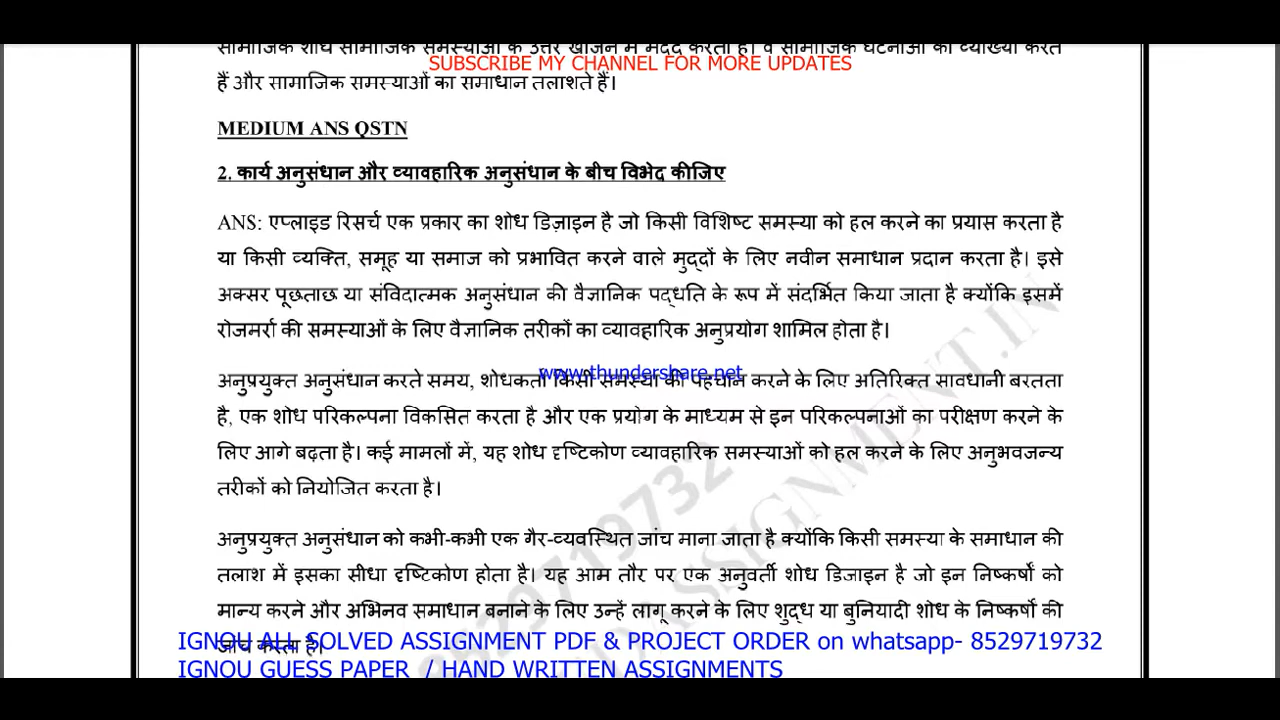 सामाजिक शोध सामाजिक समस्याओं के उत्तर खोजने में मदद करता है। वे सामाजिक घटनाओं की व्याख्या करते
SUBSCRIBE MY CHANNEL FOR MORE UPDATES
हैं और सामाजिक समस्याओं का समाधान तलाशते हैं।
MEDIUM ANS QSTN
2. कार्य अनुसंधान और व्यावहारिक अनुसंधान के बीच विभेद कीजिए
ANS: एप्लाइड रिसर्च एक प्रकार का शोध डिज़ाइन है जो किसी विशिष्ट समस्या को हल करने का प्रयास करता है
या किसी व्यक्ति, समूह या समाज को प्रभावित करने वाले मुद्दों के लिए नवीन समाधान प्रदान करता है। इसे
अक्सर पूछताछ या संविदात्मक अनुसंधान की वैज्ञानिक पद्धति के रूप में संदर्भित किया जाता है क्योंकि इसमें
रोजमर्रा की समस्याओं के लिए वैज्ञानिक तरीकों का व्यावहारिक अनुप्रयोग शामिल होता है।
www.thundershare.net
अनुप्रयुक्त अनुसंधान करते समय, शोधकर्ता किसी समस्या की पहचान करने के लिए अतिरिक्त सावधानी बरतता
है, एक शोध परिकल्पना विकसित करता है और एक प्रयोग के माध्यम से इन परिकल्पनाओं का परीक्षण करने के
लिए आगे बढ़ता है। कई मामलों में, यह शोध दृष्टिकोण व्यावहारिक समस्याओं को हल करने के लिए अनुभवजन्य
तरीकों को नियोजित करता है।
अनुप्रयुक्त अनुसंधान को कभी-कभी एक गैर-व्यवस्थित जांच माना जाता है क्योंकि किसी समस्या के समाधान की
तलाश में इसका सीधा दृष्टिकोण होता है। यह आम तौर पर एक अनुवर्ती शोध डिजाइन है जो इन निष्कर्षों को
मान्य करने और अभिनव समाधान बनाने के लिए उन्हें लागू करने के लिए शुद्ध या बुनियादी शोध के निष्कर्षों की
जांच करता है।
IGNOU ALL SOLVED ASSIGNMENT PDF & PROJECT ORDER on whatsapp- 8529719732
IGNOU GUESS PAPER / HAND WRITTEN ASSIGNMENTS
8529719732
ASSIGNMENT.IN